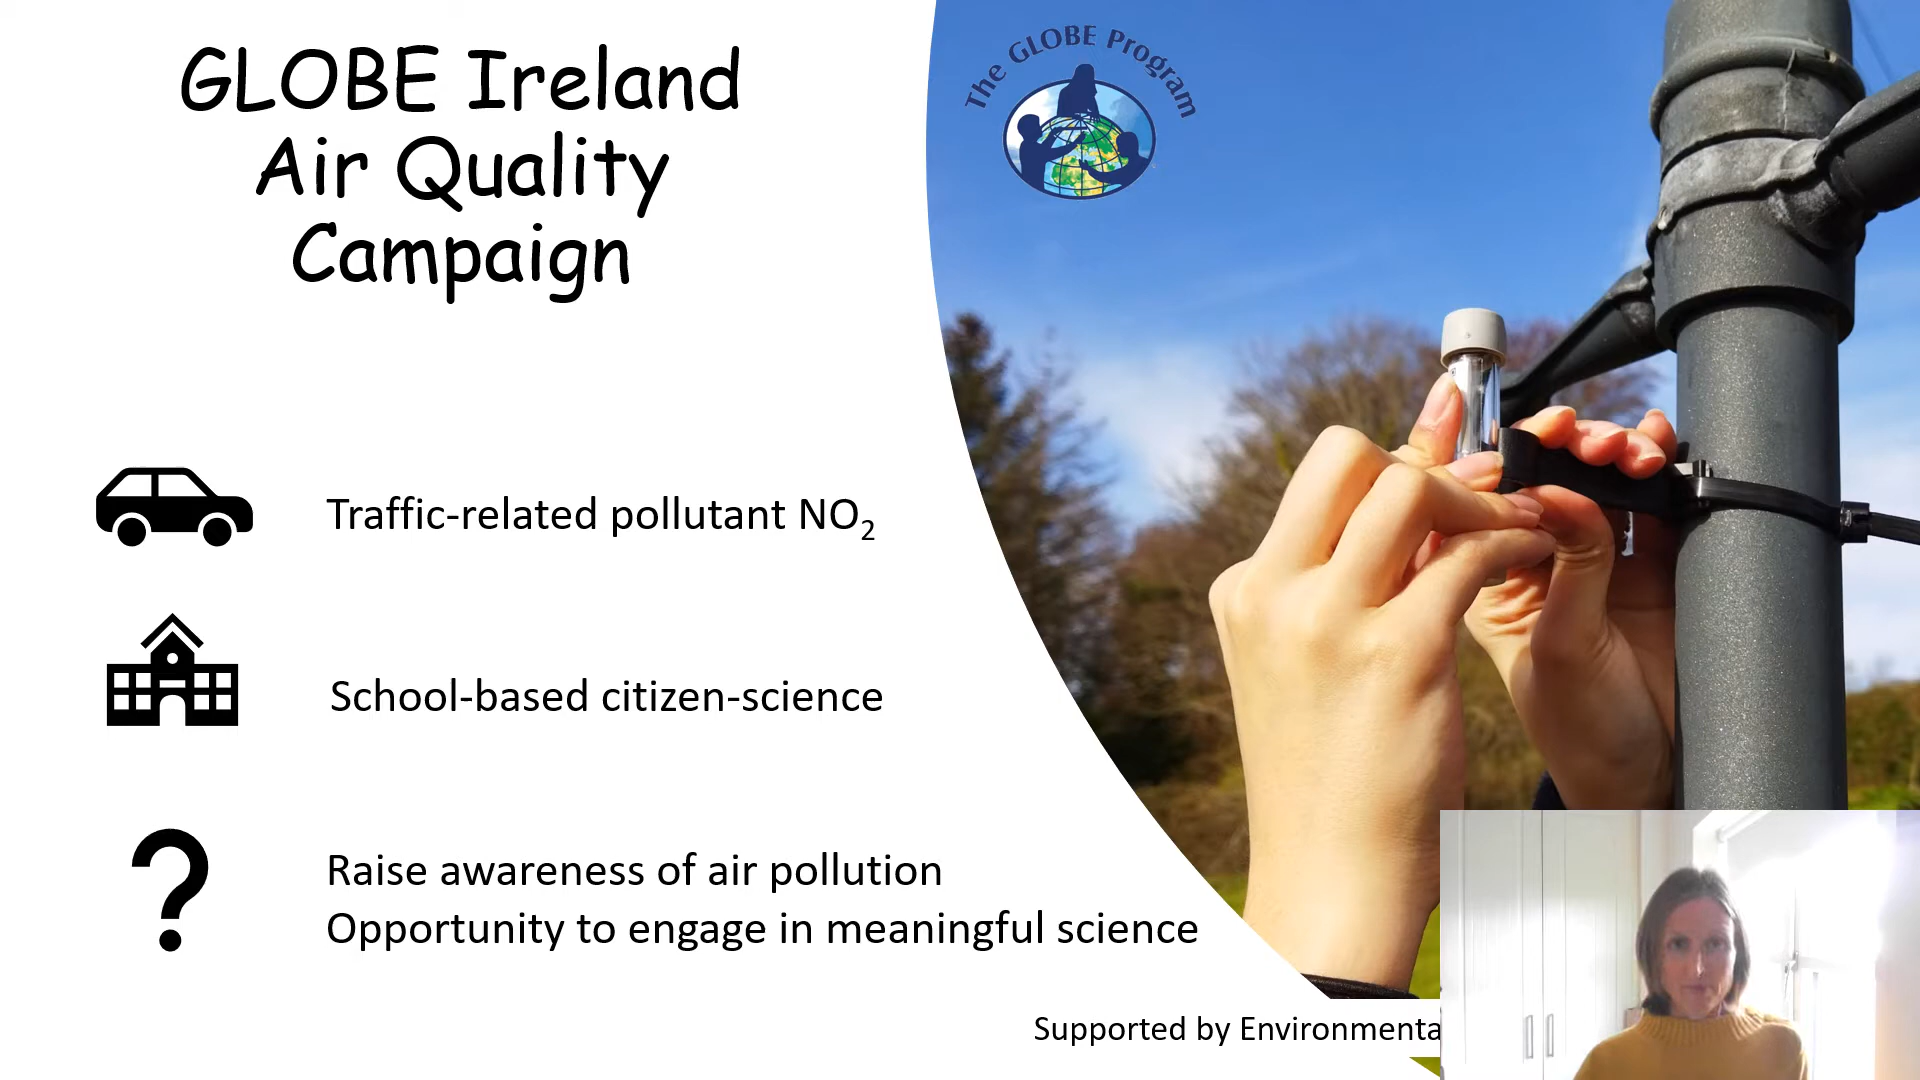 GLOBE Ireland
Air Quality
Campaign
The GLOBE Program
Traffic-related pollutant NO₂
School-based citizen-science
Raise awareness of air pollution
Opportunity to engage in meaningful science
Supported by Environmenta